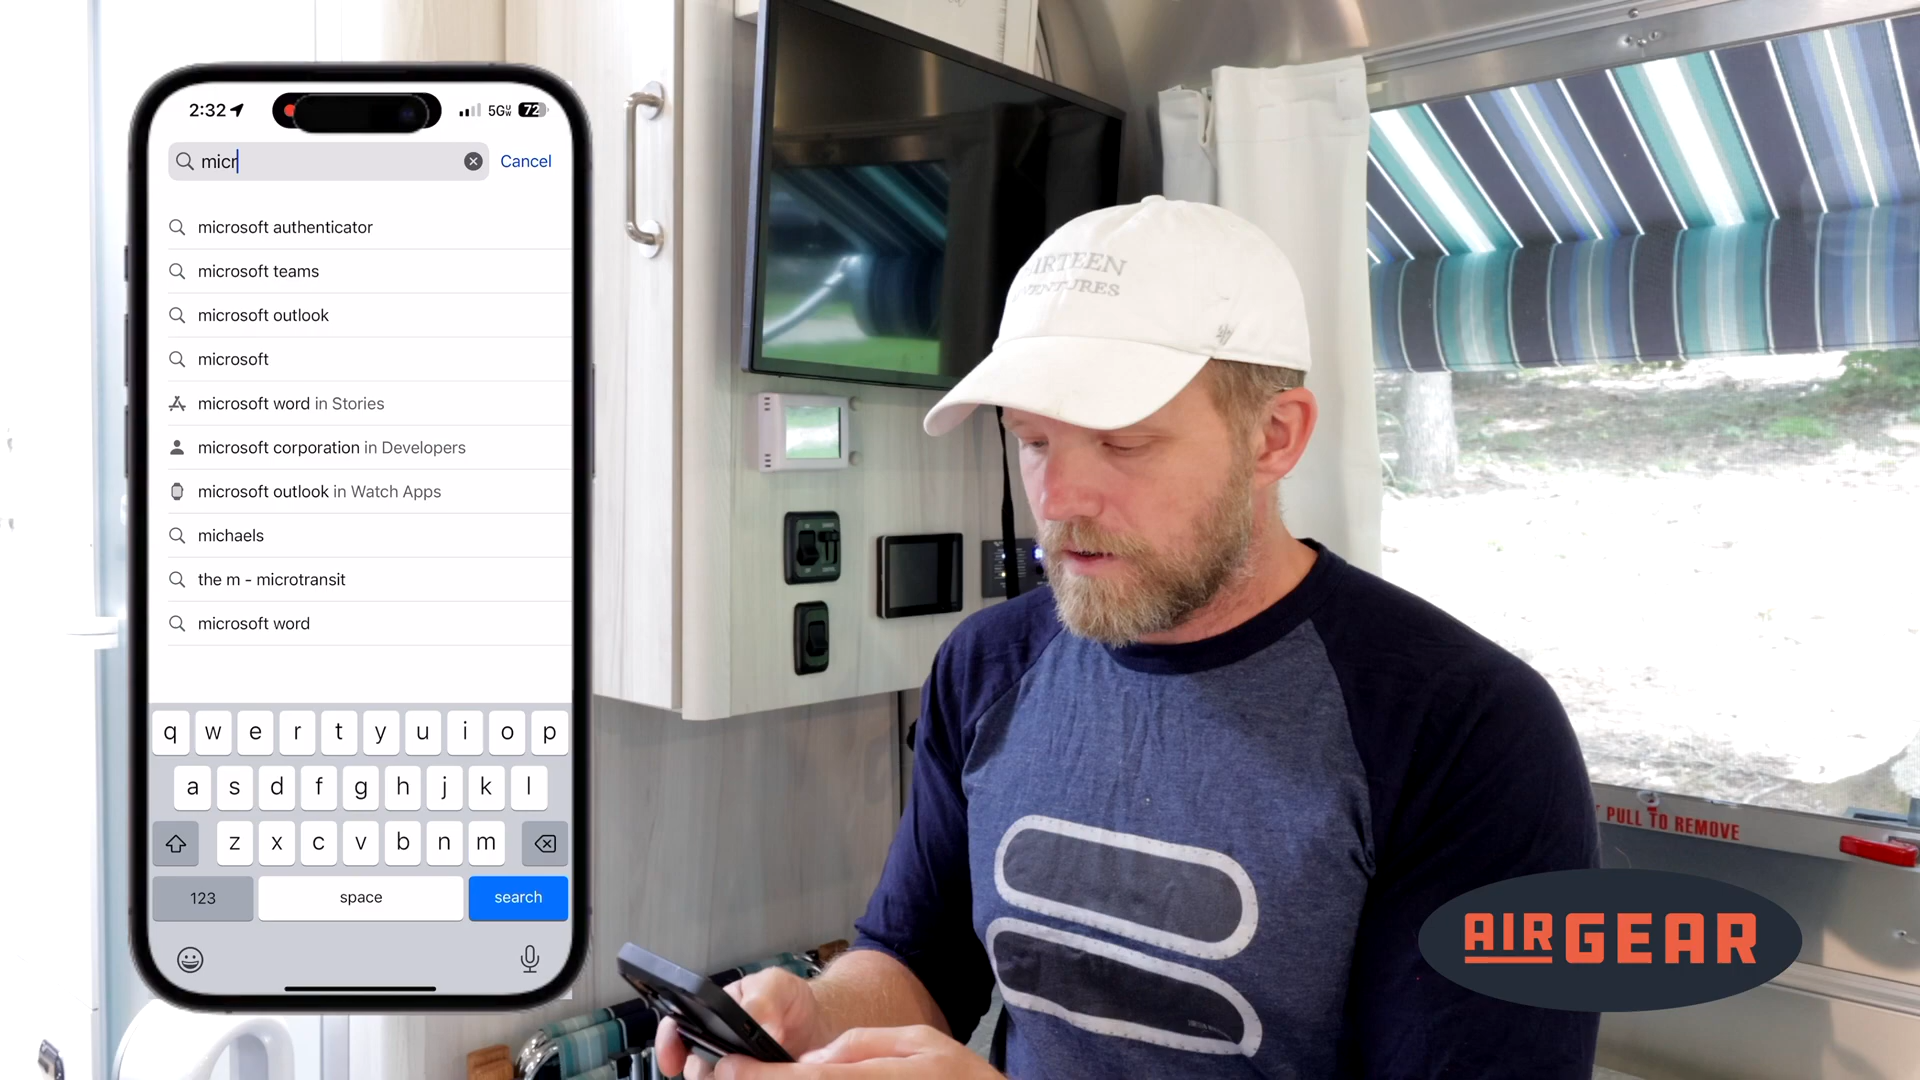 2:32
5G
72
micr
Cancel
microsoft authenticator
microsoft teams
microsoft outlook
microsoft
microsoft word in Stories
microsoft corporation in Developers
microsoft outlook in Watch Apps
michaels
the m - microtransit
microsoft word
q w e r t y u i o p
a s d f g h j k l
z x c v b n m
123 space search
PULL TO REMOVE
AIRGEAR